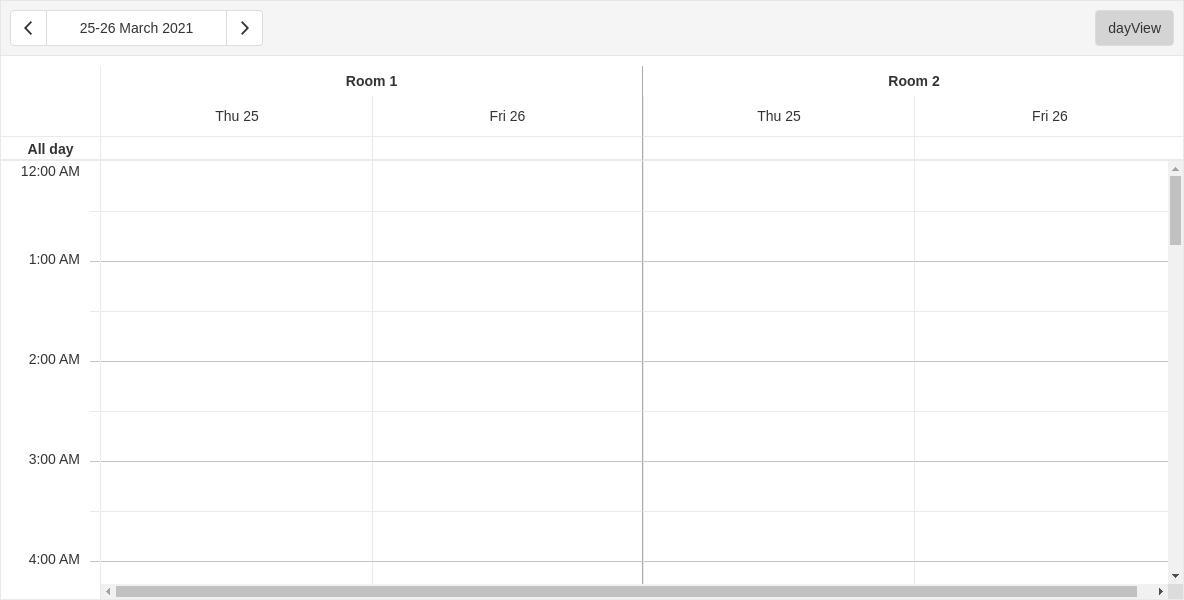 25-26 March 2021 dayView
Room 1 Room 2
Thu 25 Fri 26 Thu 25 Fri 26
All day
12:00 AM
1:00 AM
2:00 AM
3:00 AM
4:00 AM